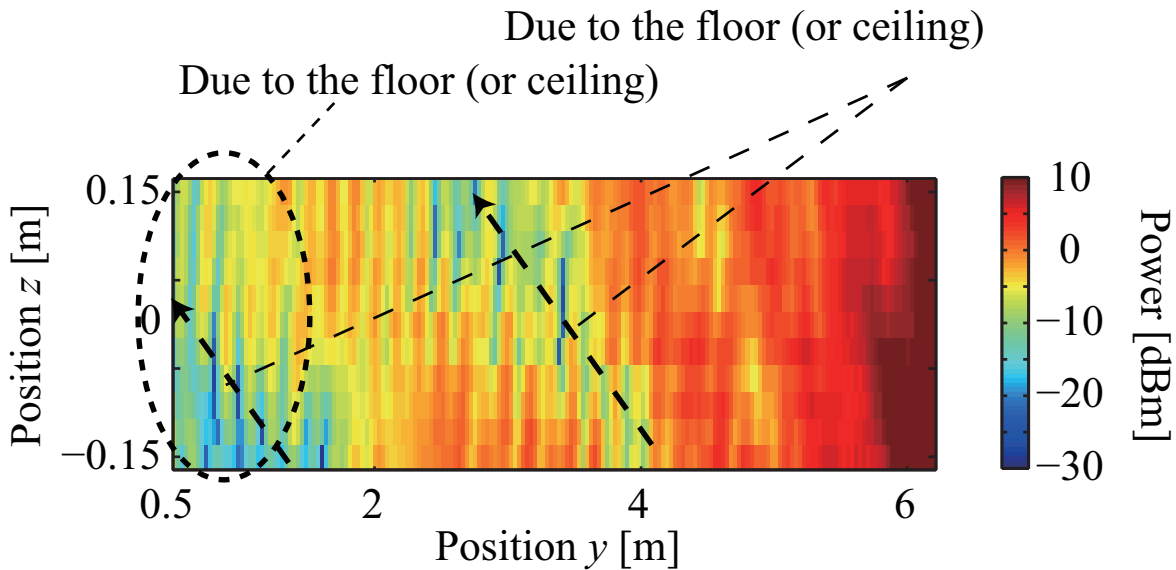 Due to the floor (or ceiling)
Due to the floor (or ceiling)
0.15
0
−0.15
Position z [m]
0.5
2
4
6
Position y [m]
10
0
−10
−20
−30
Power [dBm]